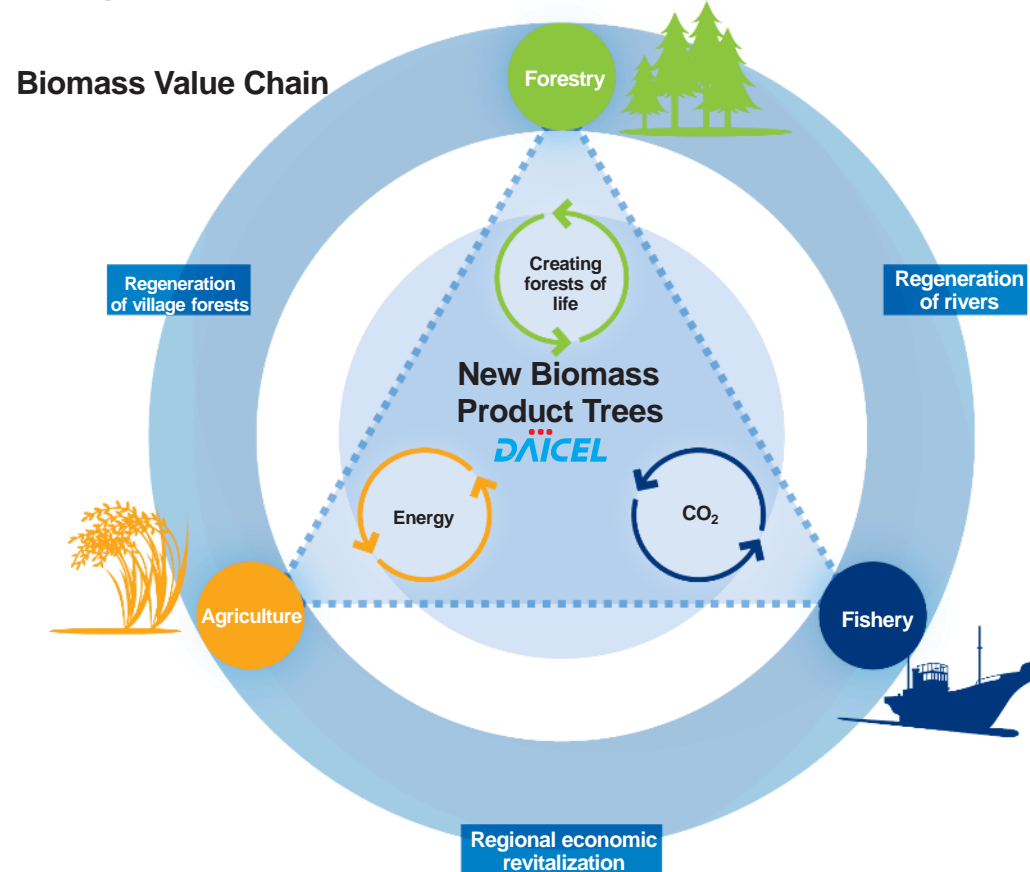 Biomass Value Chain
Forestry
Creating
forests of
life
Regeneration
of village forests
Regeneration
of rivers
New Biomass
Product Trees
DAICEL
Energy
CO₂
Agriculture
Fishery
Regional economic
revitalization